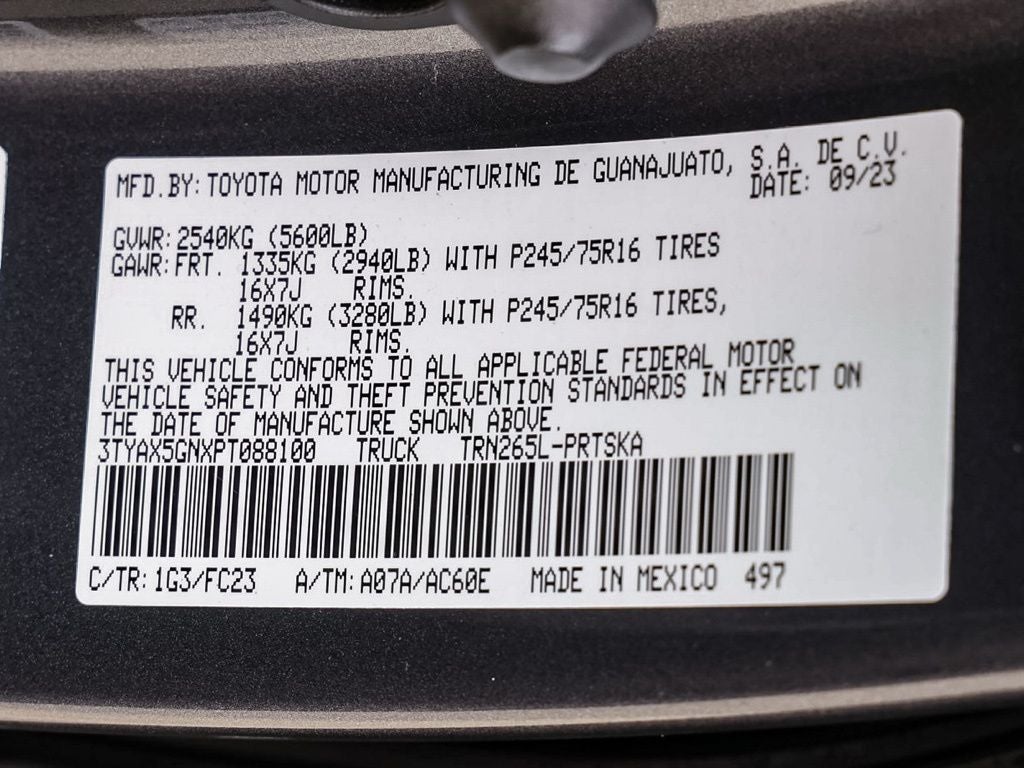 MFD.BY: TOYOTA MOTOR MANUFACTURING DE GUANAJUATO, S.A. DE C.V.
DATE: 09/23
GVWR: 2540KG (5600LB)
GAWR: FRT. 1335KG (2940LB) WITH P245/75R16 TIRES
16X7J RIMS.
RR. 1490KG (3280LB) WITH P245/75R16 TIRES,
16X7J RIMS.
THIS VEHICLE CONFORMS TO ALL APPLICABLE FEDERAL MOTOR
VEHICLE SAFETY AND THEFT PREVENTION STANDARDS IN EFFECT ON
THE DATE OF MANUFACTURE SHOWN ABOVE.
3TYAX5GNXPT088100 TRUCK TRN265L-PRTSKA
C/TR: 1G3/FC23 A/TM: A07A/AC60E MADE IN MEXICO 497